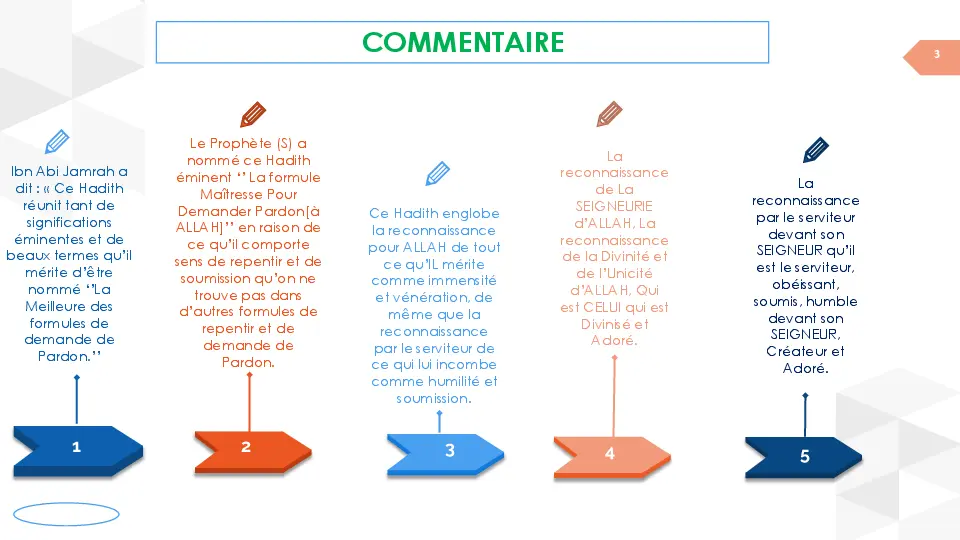 COMMENTAIRE
3
Ibn Abi Jamrah a
dit : « Ce Hadith
réunit tant de
significations
éminentes et de
beaux termes qu’il
mérite d’être
nommé ‘’La
Meilleure des
formules de
demande de
Pardon.’’
1
Le Prophète (S) a
nommé ce Hadith
éminent ‘’ La formule
Maîtresse Pour
Demander Pardon[à
ALLAH]’’ en raison de
ce qu’il comporte
sens de repentir et de
soumission qu’on ne
trouve pas dans
d’autres formules de
repentir et de
demande de
Pardon.
2
Ce Hadith englobe
la reconnaissance
pour ALLAH de tout
ce qu’IL mérite
comme immensité
et vénération, de
même que la
reconnaissance
par le serviteur de
ce qui lui incombe
comme humilité et
soumission.
3
La
reconnaissance
de La
SEIGNEURIE
d’ALLAH, La
reconnaissance
de la Divinité et
de l’Unicité
d’ALLAH, Qui
est CELUI qui est
Divinisé et
Adoré.
4
La
reconnaissance
par le serviteur
devant son
SEIGNEUR qu’il
est le serviteur,
obéissant,
soumis, humble
devant son
SEIGNEUR,
Créateur et
Adoré.
5